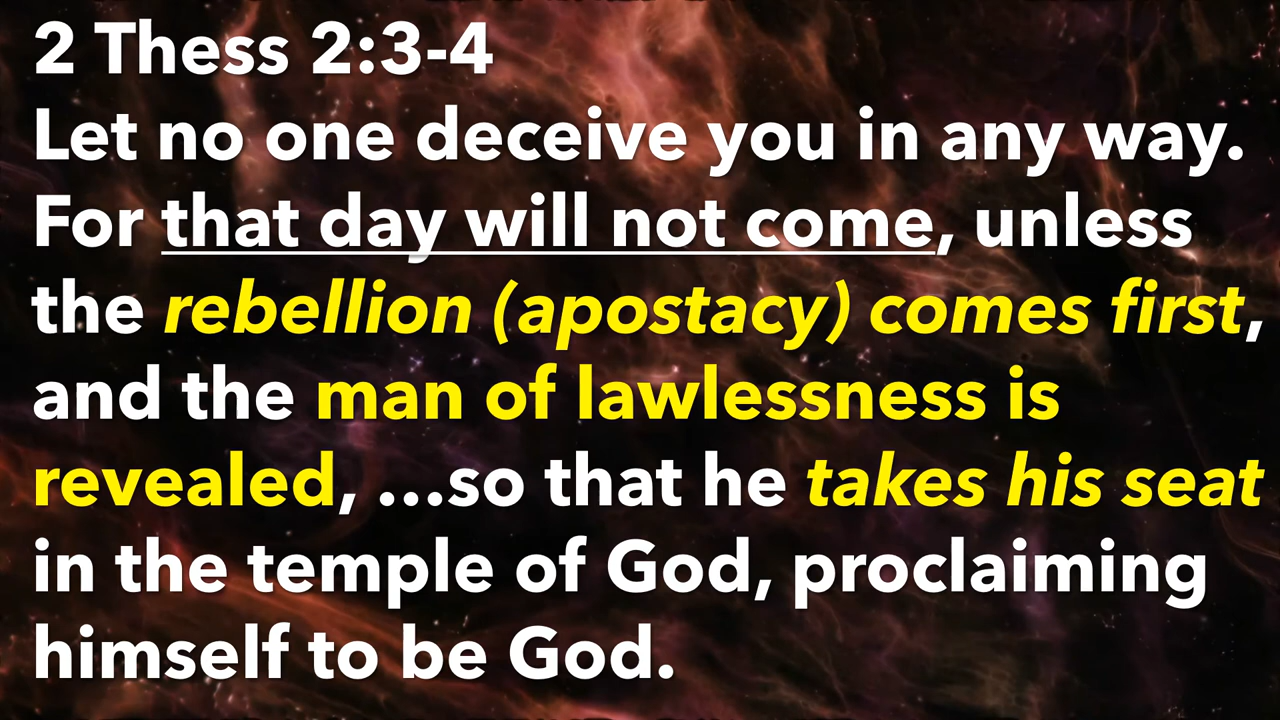 2 Thess 2:3-4
Let no one deceive you in any way.
For that day will not come, unless
the rebellion (apostacy) comes first,
and the man of lawlessness is
revealed, ...so that he takes his seat
in the temple of God, proclaiming
himself to be God.